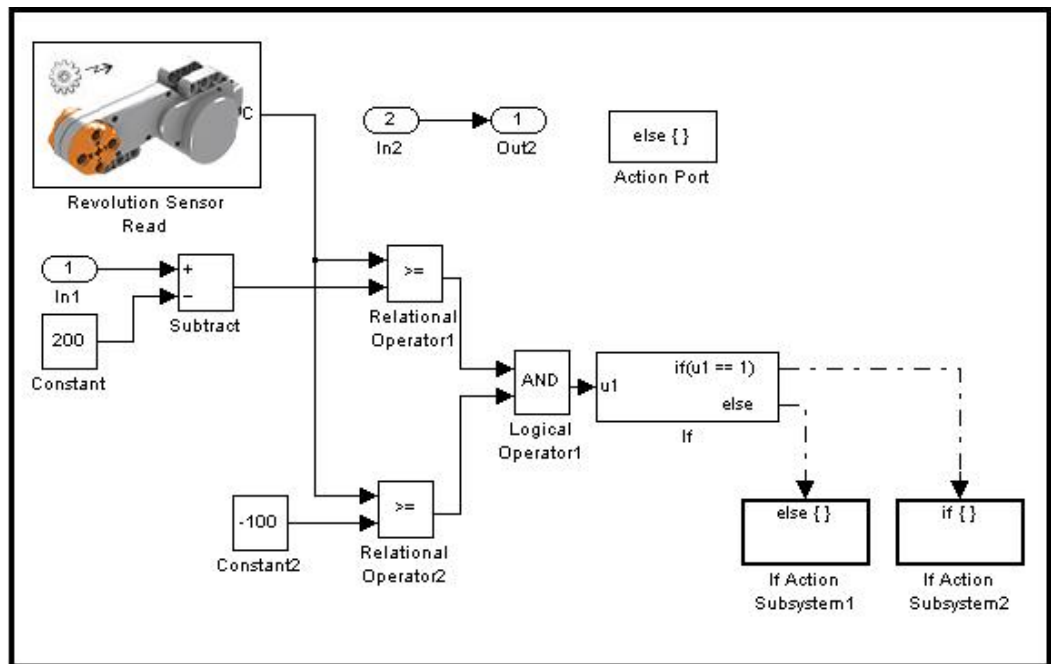 C
Revolution Sensor
Read
2
In2
1
Out2
else { }
Action Port
1
In1
+
−
Subtract
200
Constant
>=
Relational
Operator1
AND
Logical
Operator1
u1
if(u1 == 1)
else
If
-100
Constant2
>=
Relational
Operator2
else { }
If Action
Subsystem1
if { }
If Action
Subsystem2